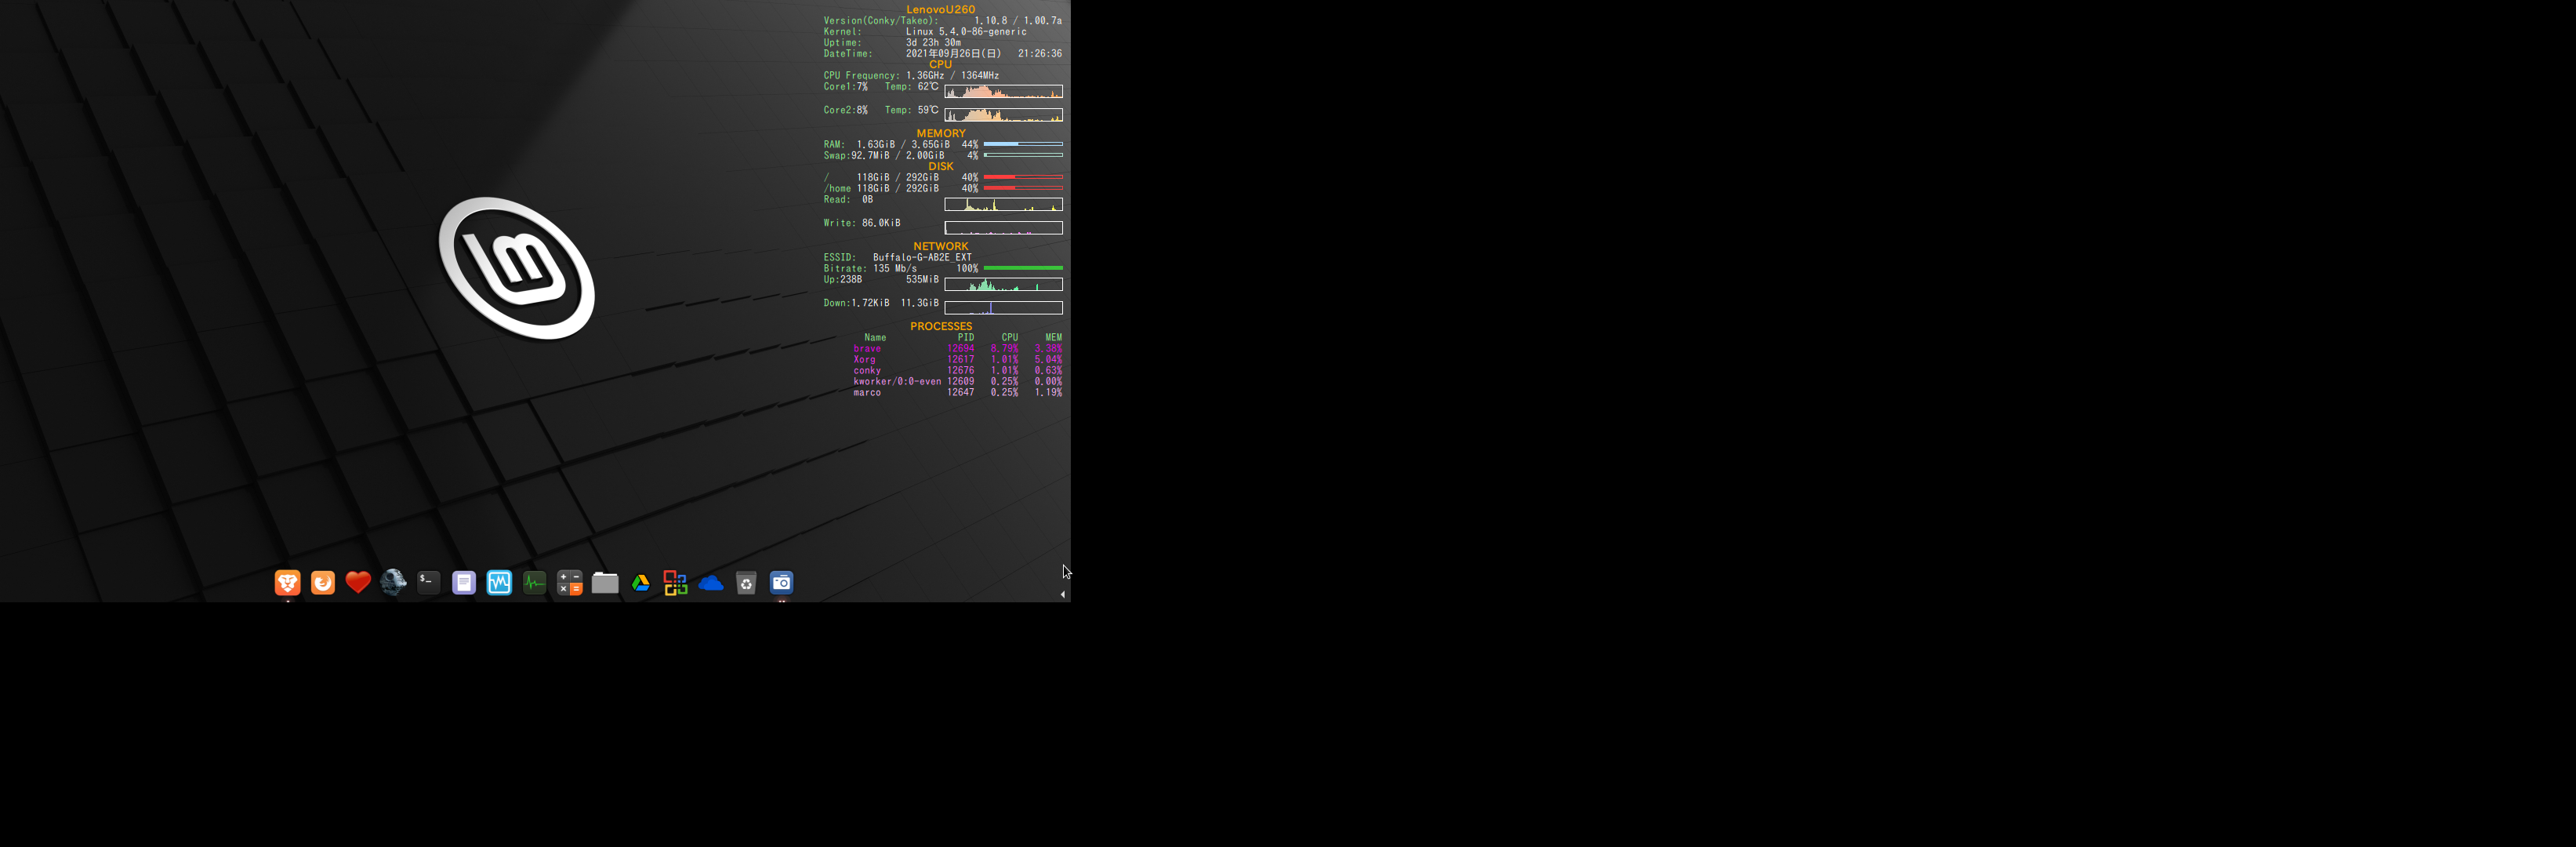 LenovoU260
Version(Conky/Takeo): 1.10.8 / 1.00.7a
Kernel: Linux 5.4.0-86-generic
Uptime: 3d 23h 30m
DateTime: 2021年09月26日(日) 21:26:36
CPU
CPU Frequency: 1.36GHz / 1364MHz
Core1:7% Temp: 62℃
Core2:8% Temp: 59℃
MEMORY
RAM: 1.63GiB / 3.65GiB 44%
Swap:92.7MiB / 2.00GiB 4%
DISK
/ 118GiB / 292GiB 40%
/home 118GiB / 292GiB 40%
Read: 0B
Write: 86.0KiB
NETWORK
ESSID: Buffalo-G-AB2E_EXT
Bitrate: 135 Mb/s 100%
Up:238B 535MiB
Down:1.72KiB 11.3GiB
PROCESSES
Name PID CPU MEM
brave 12694 8.79% 3.38%
Xorg 12617 1.01% 5.04%
conky 12676 1.01% 0.63%
kworker/0:0-even 12609 0.25% 0.00%
marco 12647 0.25% 1.19%
$_